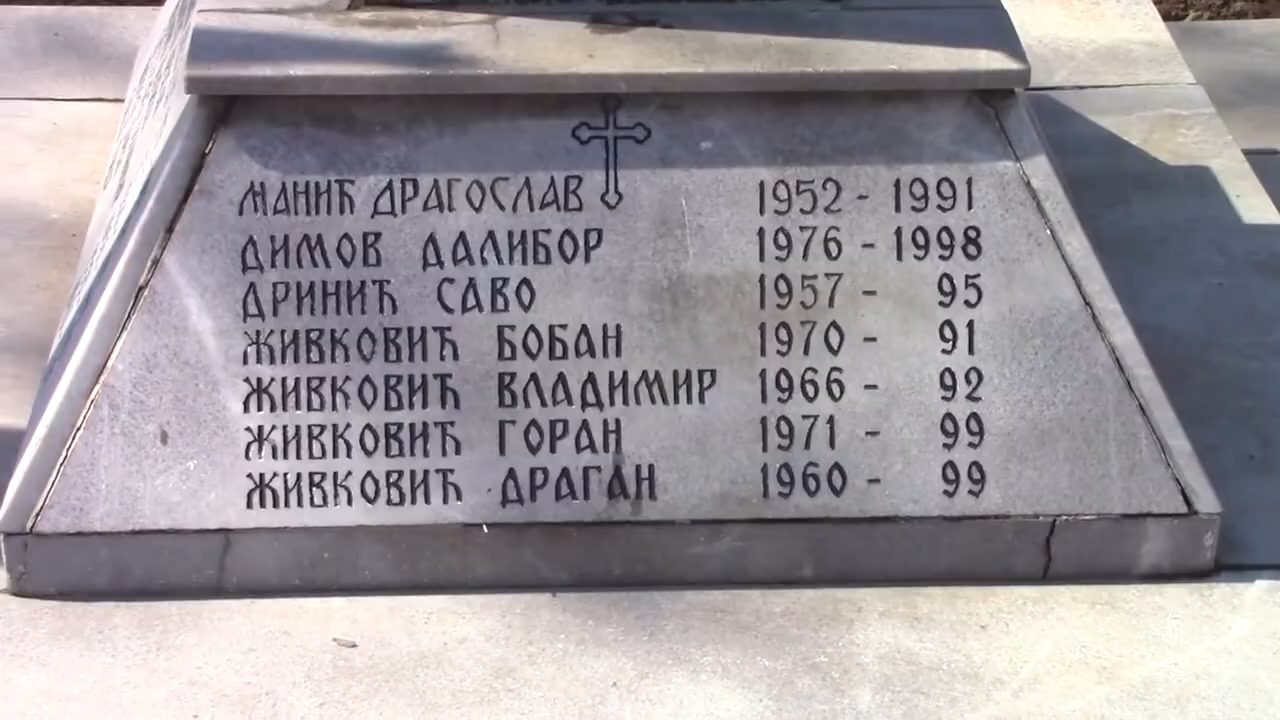 МАНИЋ ДРАГОСЛАВ 1952 - 1991
ДИМОВ ДАЛИБОР 1976 - 1998
ДРИНИЋ САВО 1957 - 95
ЖИВКОВИЋ БОБАН 1970 - 91
ЖИВКОВИЋ ВЛАДИМИР 1966 - 92
ЖИВКОВИЋ ГОРАН 1971 - 99
ЖИВКОВИЋ ДРАГАН 1960 - 99